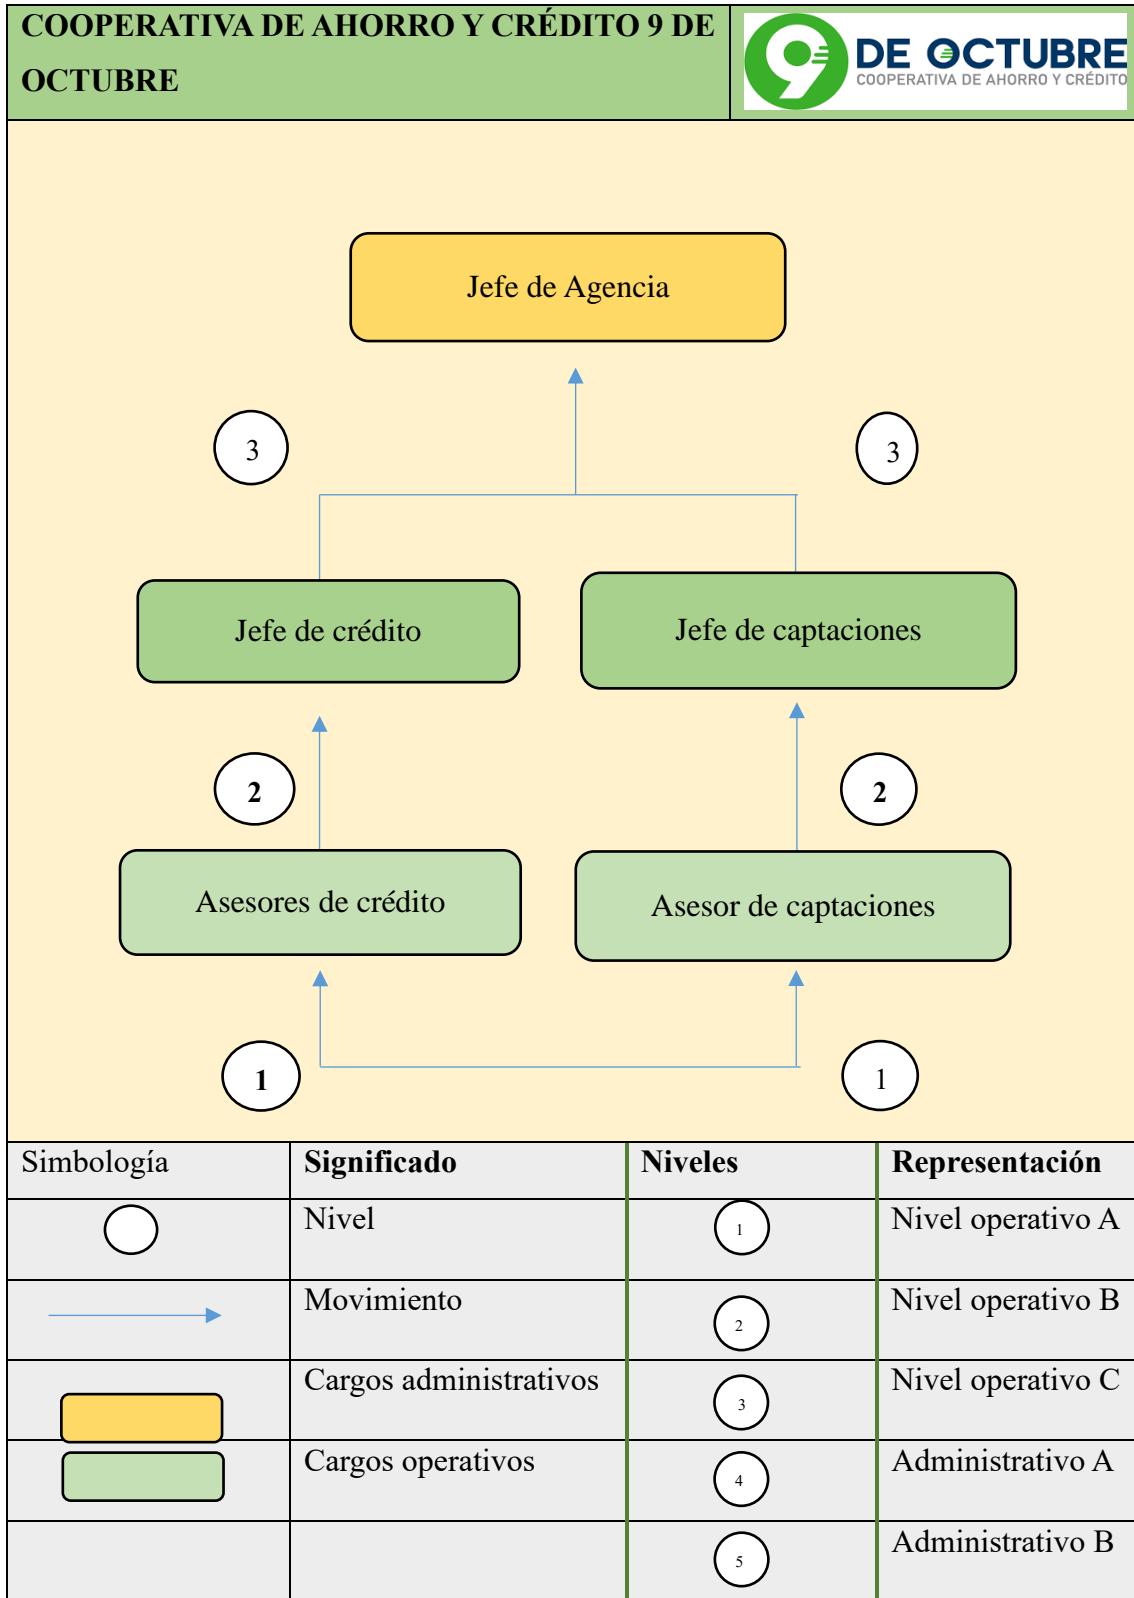 COOPERATIVA DE AHORRO Y CRÉDITO 9 DE
OCTUBRE
9 DE OCTUBRE
COOPERATIVA DE AHORRO Y CRÉDITO
Jefe de Agencia
3
3
Jefe de crédito
Jefe de captaciones
2
2
Asesores de crédito
Asesor de captaciones
1
1
Simbología
Significado
Niveles
Representación
Nivel
1
Nivel operativo A
Movimiento
2
Nivel operativo B
Cargos administrativos
3
Nivel operativo C
Cargos operativos
4
Administrativo A
5
Administrativo B